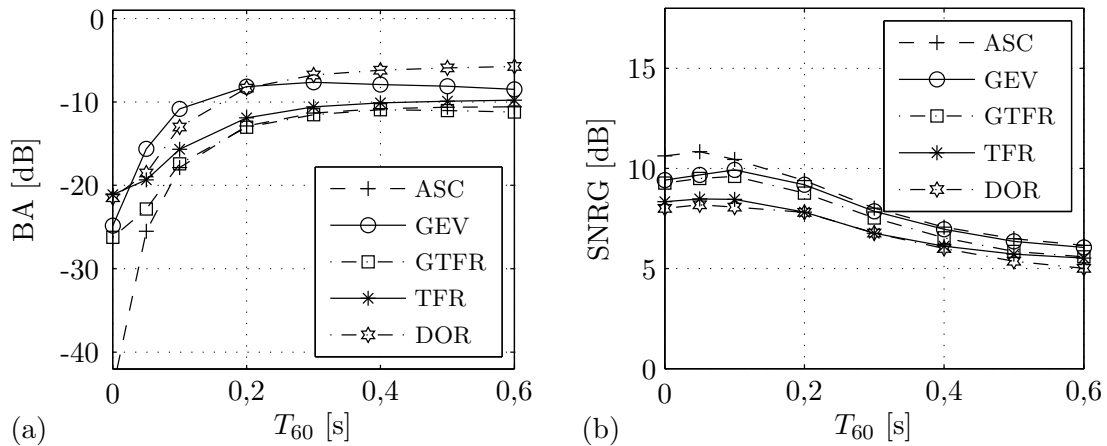 0
-10
-20
-30
-40
BA [dB]
0
0,2
0,4
0,6
T60 [s]
ASC
GEV
GTFR
TFR
DOR
(a)
15
10
5
0
SNRG [dB]
0
0,2
0,4
0,6
T60 [s]
ASC
GEV
GTFR
TFR
DOR
(b)